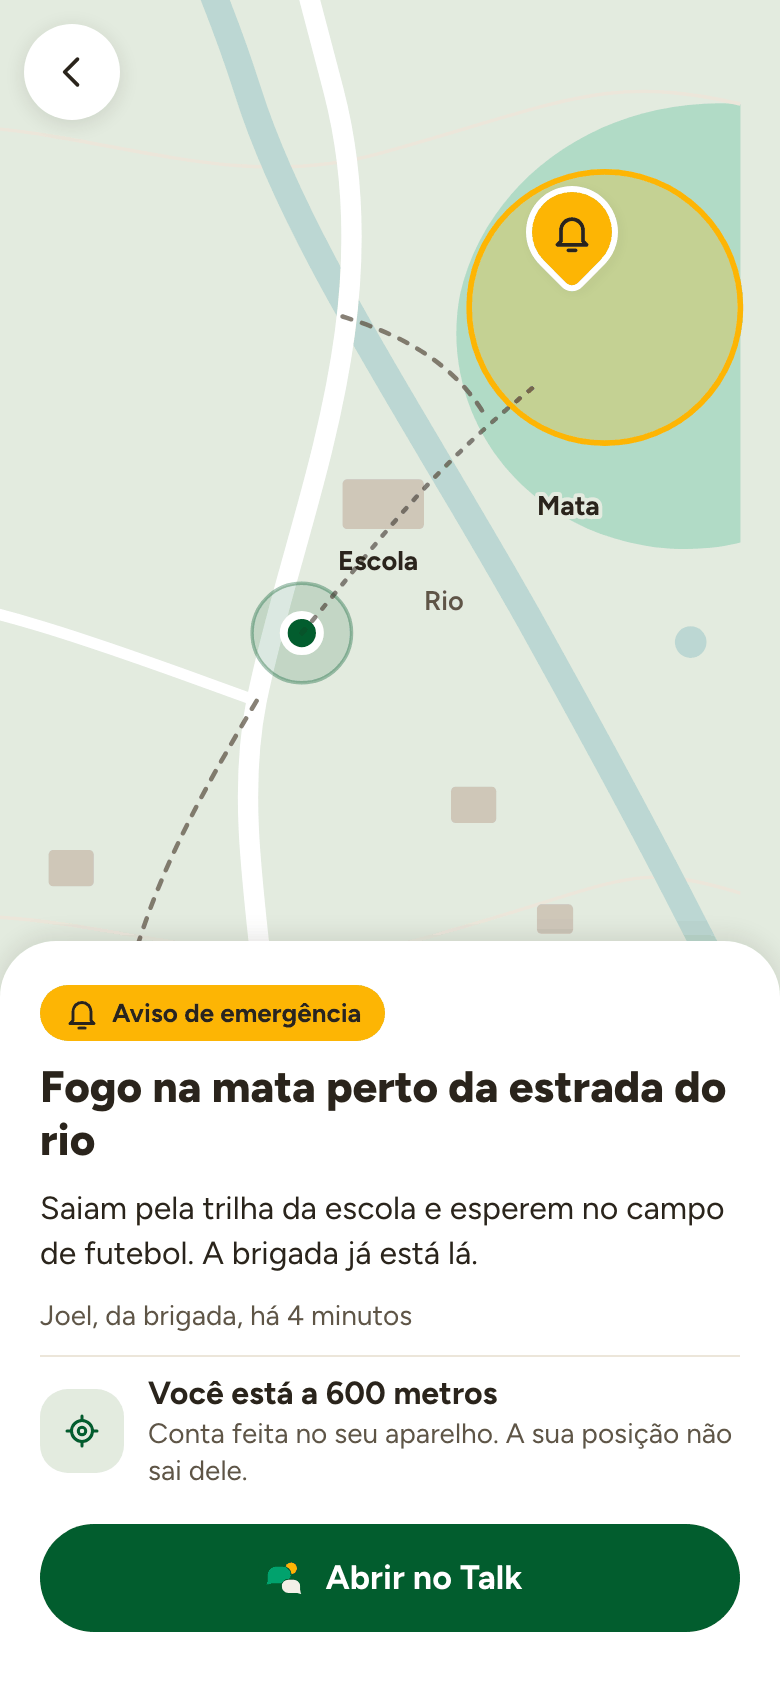 Mata
Escola
Rio
Aviso de emergência
Fogo na mata perto da estrada do
rio
Saiam pela trilha da escola e esperem no campo
de futebol. A brigada já está lá.
Joel, da brigada, há 4 minutos
Você está a 600 metros
Conta feita no seu aparelho. A sua posição não
sai dele.
Abrir no Talk